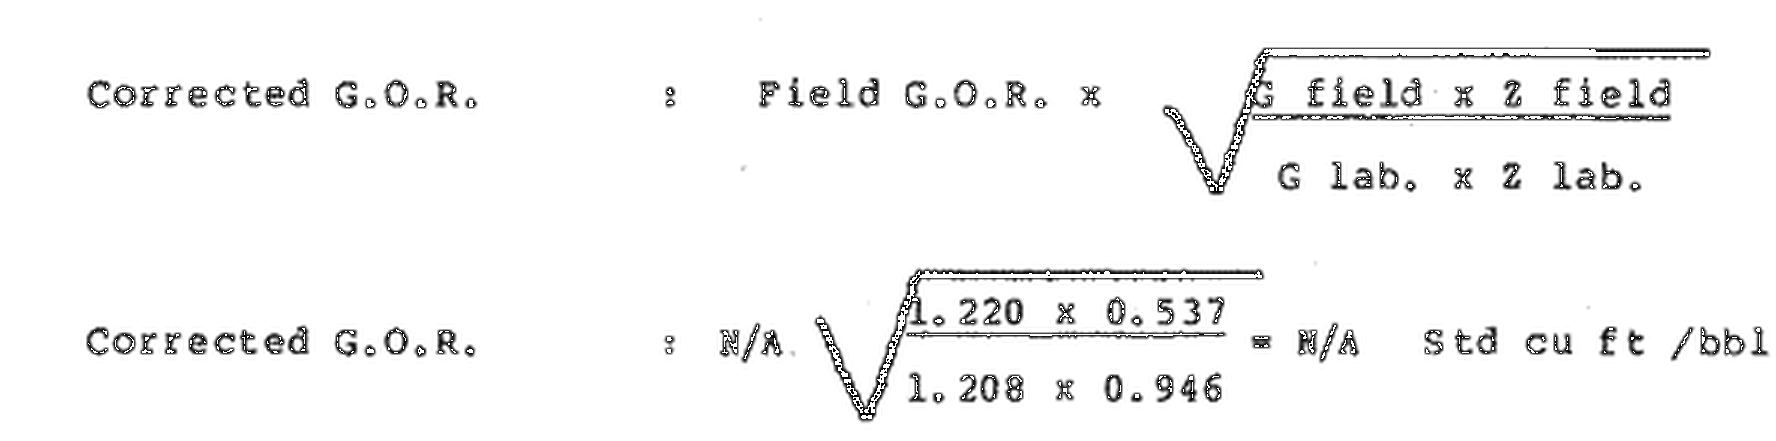 Corrected G.O.R. : Field G.O.R. x √ G field x Z field
G lab. x Z lab.
Corrected G.O.R. : N/A √ 1.220 x 0.537 = N/A Std cu ft /bbl
1.208 x 0.946